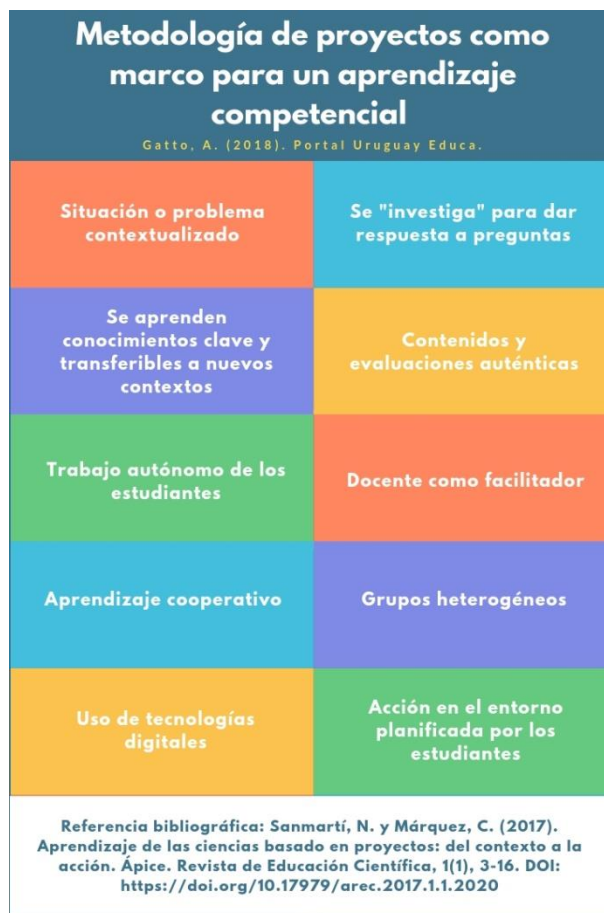 Metodología de proyectos como
marco para un aprendizaje
competencial
Gatto, A. (2018). Portal Uruguay Educa.
Situación o problema
contextualizado
Se "investiga" para dar
respuesta a preguntas
Se aprenden
conocimientos clave y
transferibles a nuevos
contextos
Contenidos y
evaluaciones auténticas
Trabajo autónomo de los
estudiantes
Docente como facilitador
Aprendizaje cooperativo
Grupos heterogéneos
Uso de tecnologías
digitales
Acción en el entorno
planificada por los
estudiantes
Referencia bibliográfica: Sanmartí, N. y Márquez, C. (2017).
Aprendizaje de las ciencias basado en proyectos: del contexto a la
acción. Ápice. Revista de Educación Científica, 1(1), 3-16. DOI:
https://doi.org/10.17979/arec.2017.1.1.2020